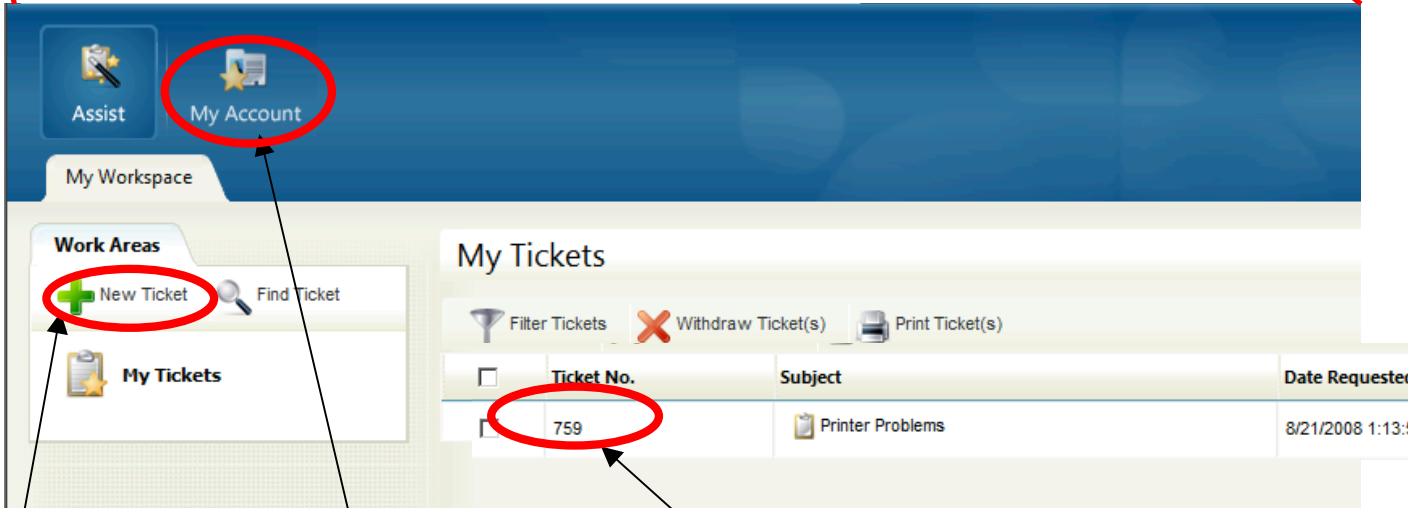 Assist My Account
My Workspace
Work Areas
New Ticket Find Ticket
My Tickets
My Tickets
Filter Tickets Withdraw Ticket(s) Print Ticket(s)
Ticket No. Subject Date Requested
759 Printer Problems 8/21/2008 1:13:5